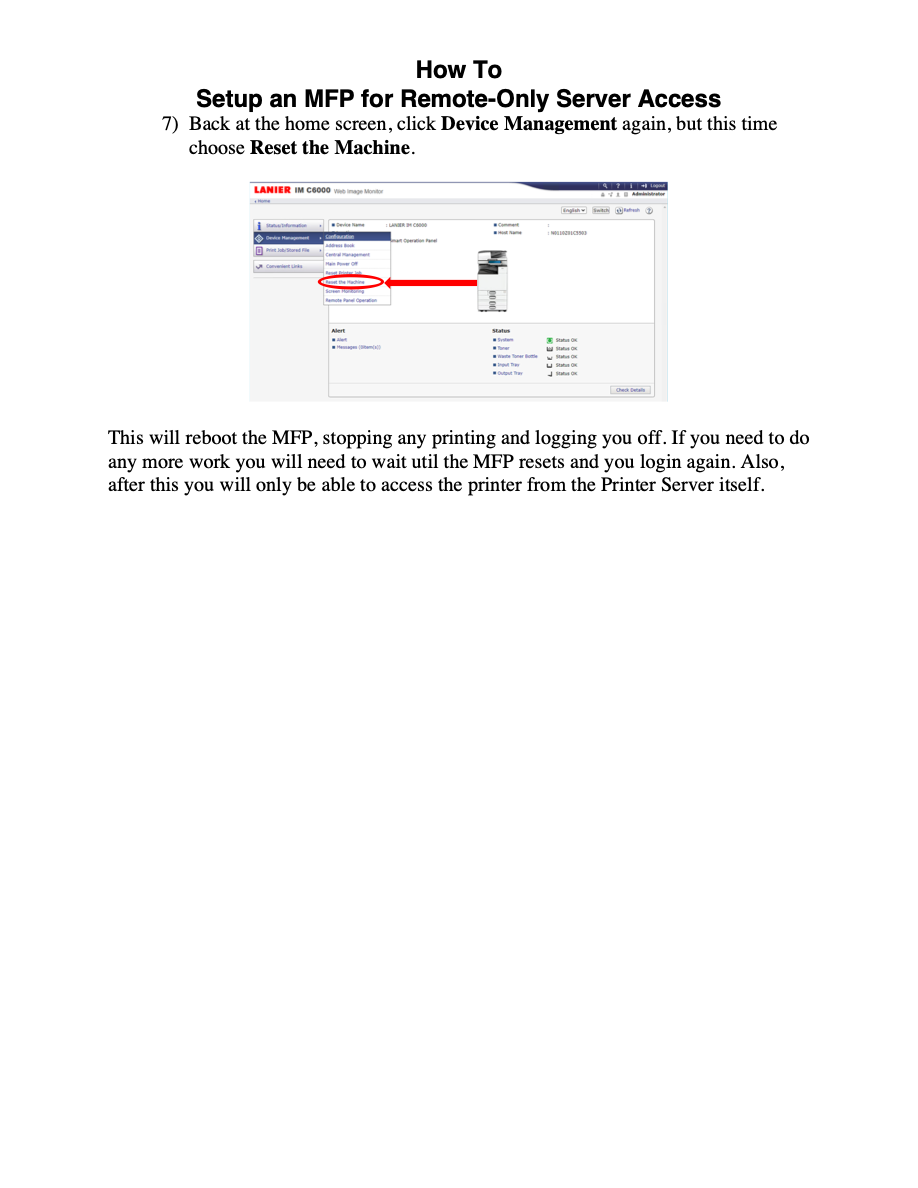 How To
Setup an MFP for Remote-Only Server Access
7) Back at the home screen, click Device Management again, but this time
choose Reset the Machine.
LANIER IM C6000 Web Image Monitor
? i Logout
Administrator
Home
English Switch Refresh ?
Status/Information
Device Management
Print Job/Stored File
Convenient Links
Configuration
Address Book
Central Management
Main Power Off
Reset Printer Job
Reset the Machine
Screen Monitoring
Remote Panel Operation
Device Name : LANIER IM C6000
Smart Operation Panel
Comment :
Host Name : N0110201C5503
Alert
Alert
Messages (0item(s))
Status
System Status OK
Toner Status OK
Waste Toner Bottle Status OK
Input Tray Status OK
Output Tray Status OK
Check Details
This will reboot the MFP, stopping any printing and logging you off. If you need to do
any more work you will need to wait util the MFP resets and you login again. Also,
after this you will only be able to access the printer from the Printer Server itself.